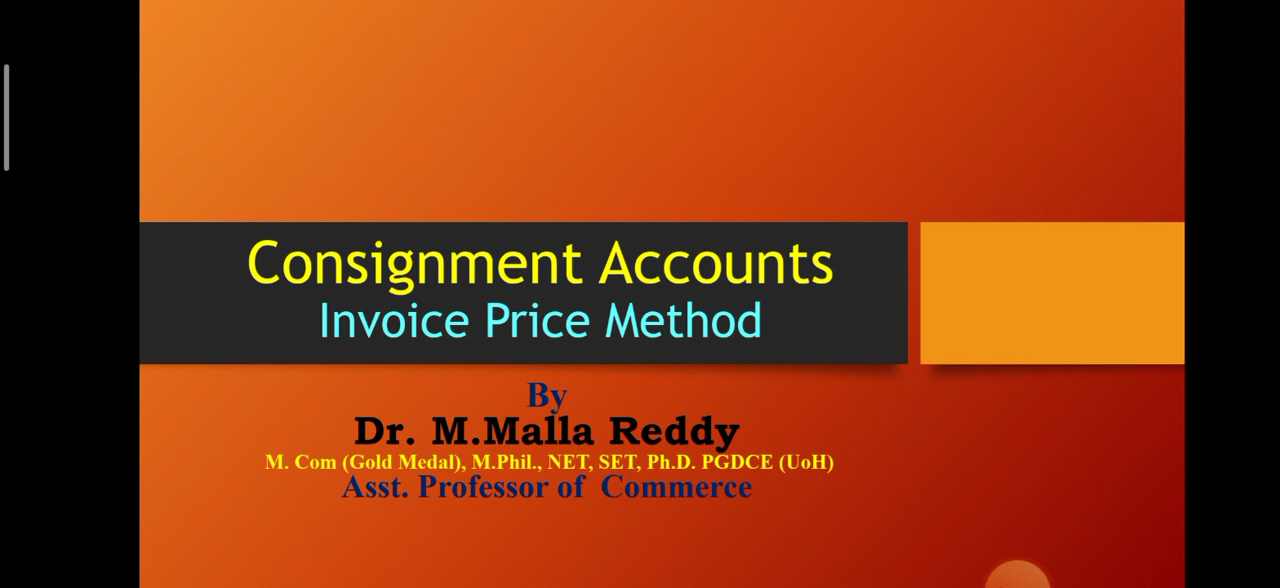 Consignment Accounts
Invoice Price Method
By
Dr. M.Malla Reddy
M. Com (Gold Medal), M.Phil., NET, SET, Ph.D. PGDCE (UoH)
Asst. Professor of Commerce